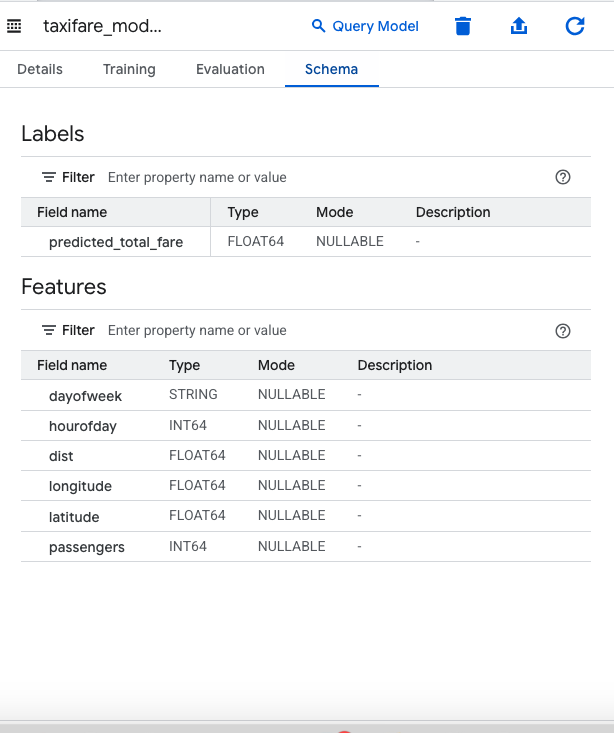 taxifare_mod... Query Model
Details Training Evaluation Schema
Labels
Filter Enter property name or value
Field name Type Mode Description
predicted_total_fare FLOAT64 NULLABLE -
Features
Filter Enter property name or value
Field name Type Mode Description
dayofweek STRING NULLABLE -
hourofday INT64 NULLABLE -
dist FLOAT64 NULLABLE -
longitude FLOAT64 NULLABLE -
latitude FLOAT64 NULLABLE -
passengers INT64 NULLABLE -